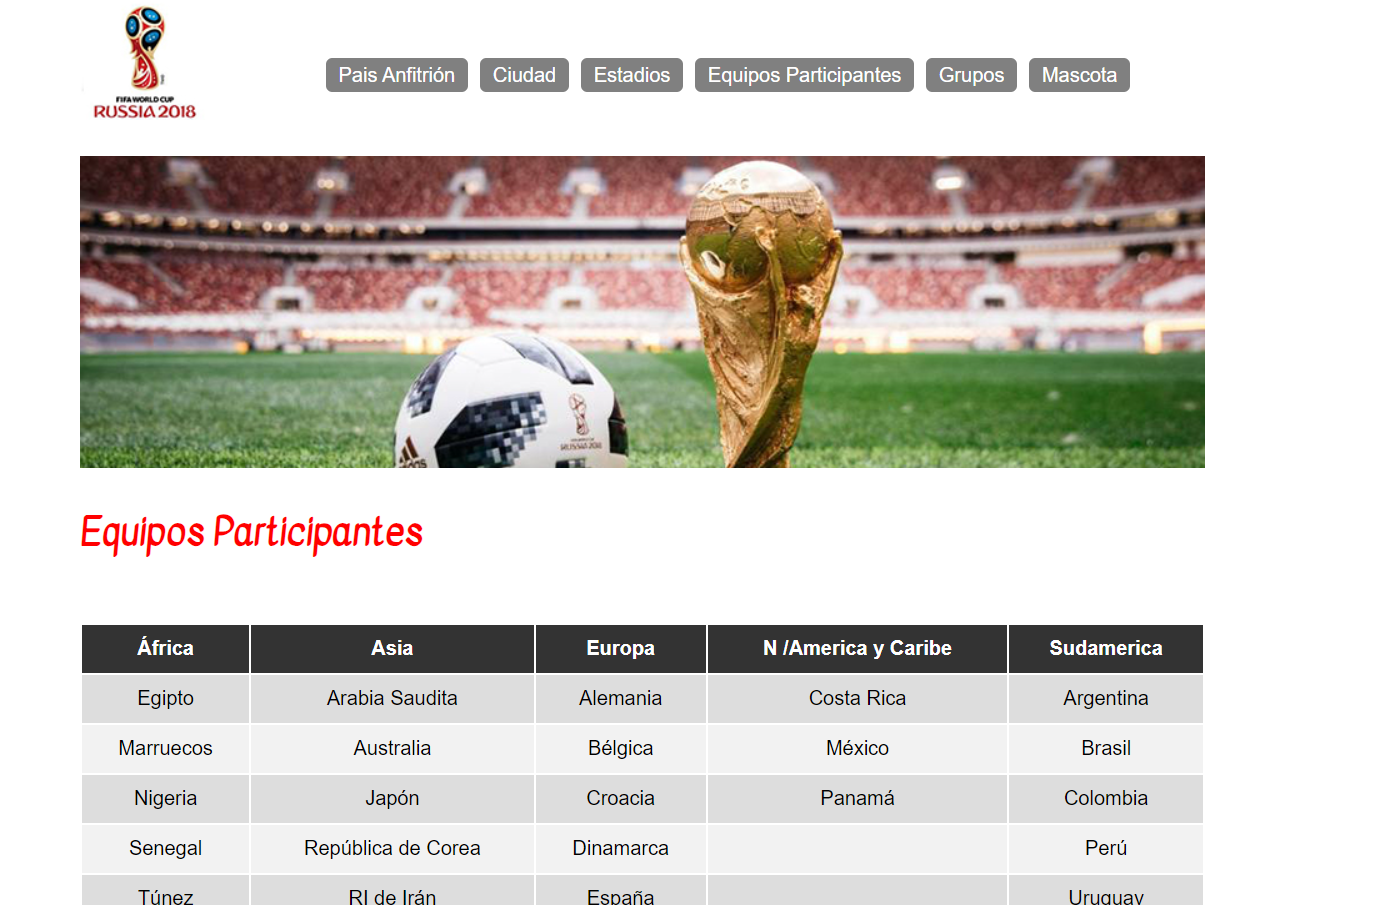 FIFA WORLD CUP
RUSSIA 2018
Pais Anfitrión Ciudad Estadios Equipos Participantes Grupos Mascota
adidas
RUSSIA 2018
Equipos Participantes
África Asia Europa N /America y Caribe Sudamerica
Egipto Arabia Saudita Alemania Costa Rica Argentina
Marruecos Australia Bélgica México Brasil
Nigeria Japón Croacia Panamá Colombia
Senegal República de Corea Dinamarca Perú
Túnez RI de Irán España Uruguay